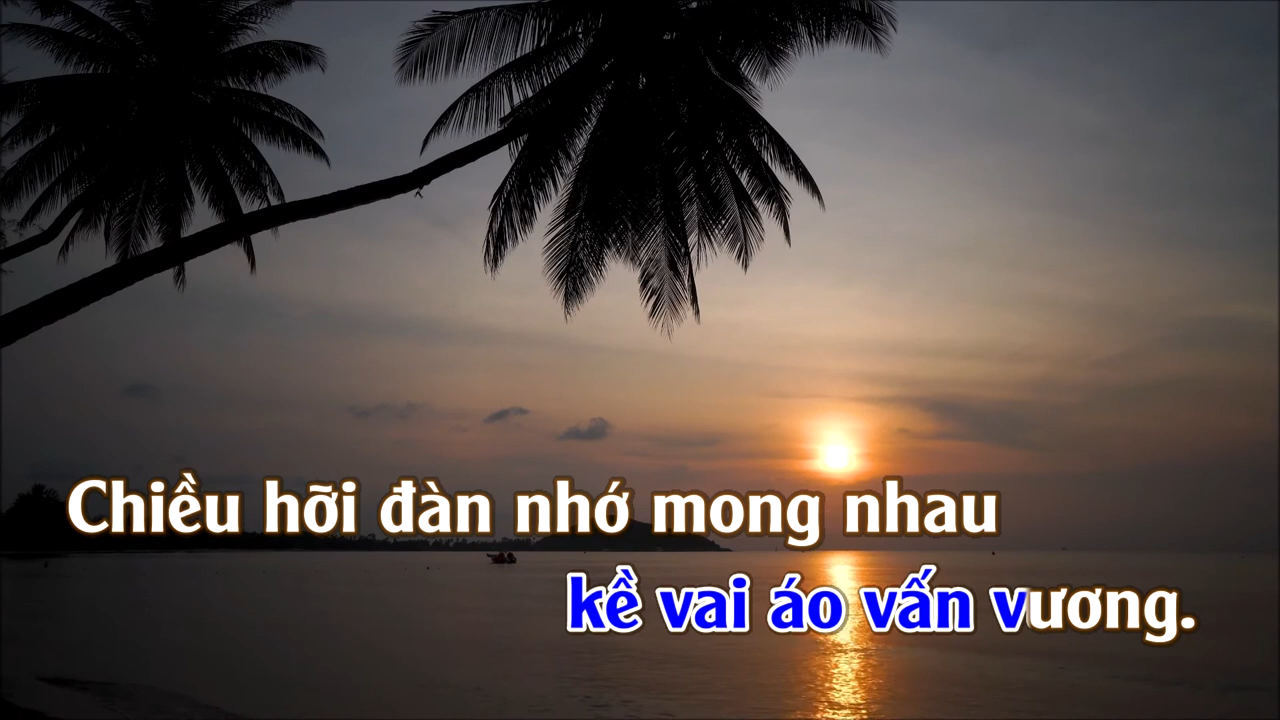 Chiều hỡi đàn nhớ mong nhau
kề vai áo vấn vương.